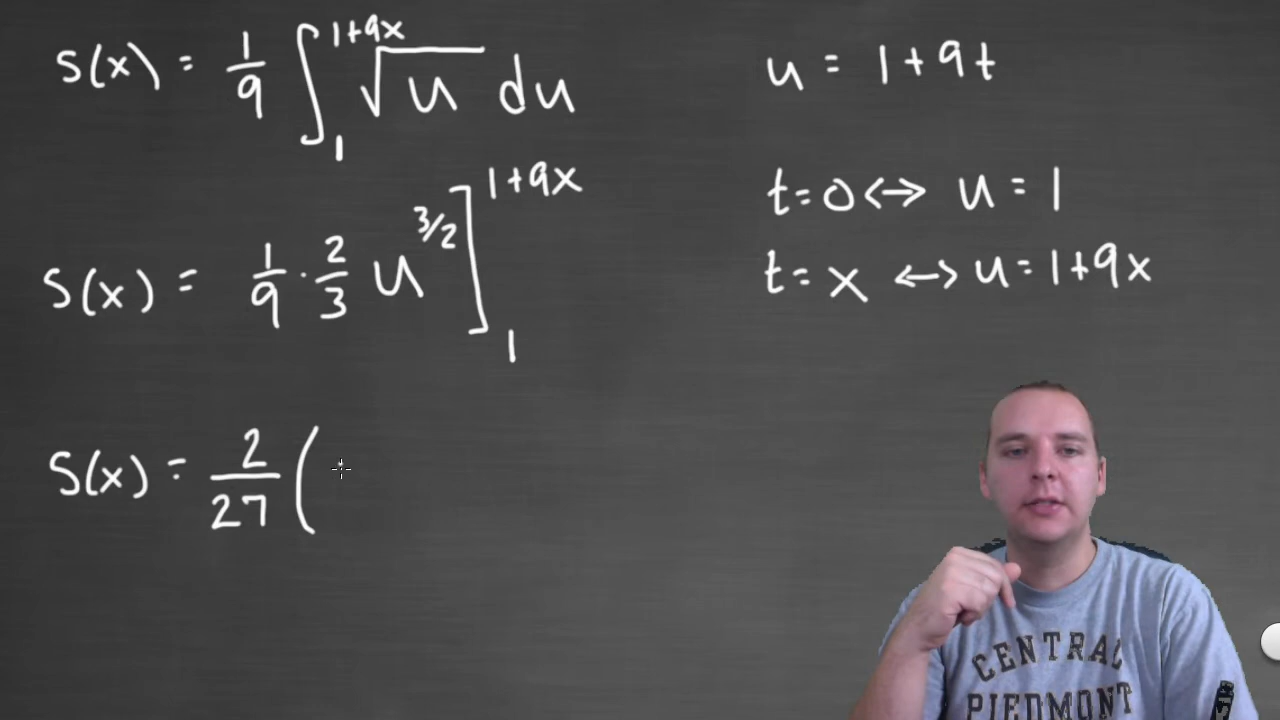 S(x) = 1/9 ∫₁^(1+9x) √u du
u = 1+9t
t=0 ↔ u = 1
t= x ↔ u = 1+9x
S(x) = 1/9 · 2/3 u^(3/2) ]₁^(1+9x)
S(x) = 2/27 (
CENTRAL
PIEDMONT